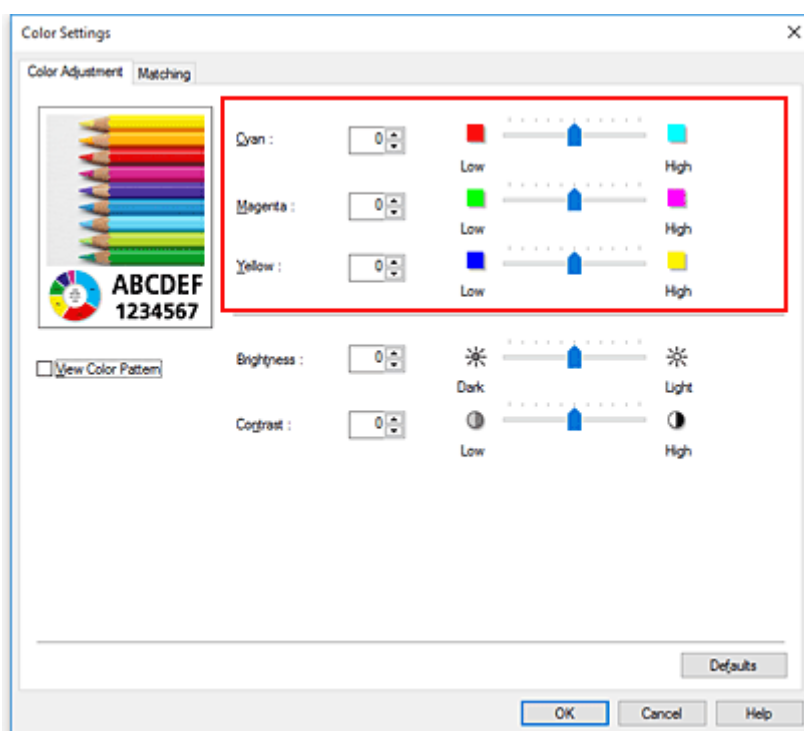 Color Settings
Color Adjustment Matching
Cyan : 0
Low High
Magenta : 0
Low High
Yellow : 0
Low High
ABCDEF
1234567
View Color Pattern
Brightness : 0
Dark Light
Contrast : 0
Low High
Defaults
OK Cancel Help